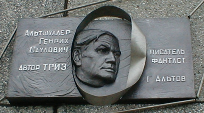 Альтшуллер
Генрих
Саулович
автор ТРИЗ
писатель
фантаст
Г. Альтов